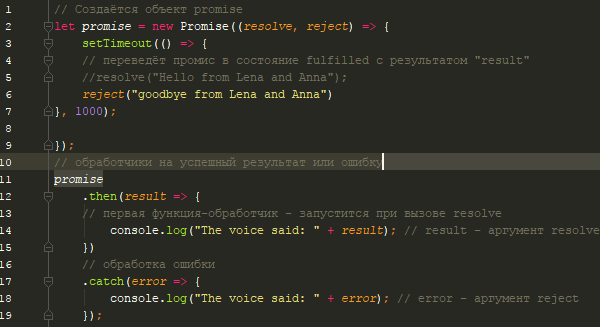 1 // Создаётся объект promise
2 let promise = new Promise((resolve, reject) => {
3 setTimeout(() => {
4 // переведёт промис в состояние fulfilled с результатом "result"
5 //resolve("Hello from Lena and Anna");
6 reject("goodbye from Lena and Anna")
7 }, 1000);
8
9 });
10 // обработчики на успешный результат или ошибку
11 promise
12 .then(result => {
13 // первая функция-обработчик - запустится при вызове resolve
14 console.log("The voice said: " + result); // result - аргумент resolve
15 })
16 // обработка ошибки
17 .catch(error => {
18 console.log("The voice said: " + error); // error - аргумент reject
19 });